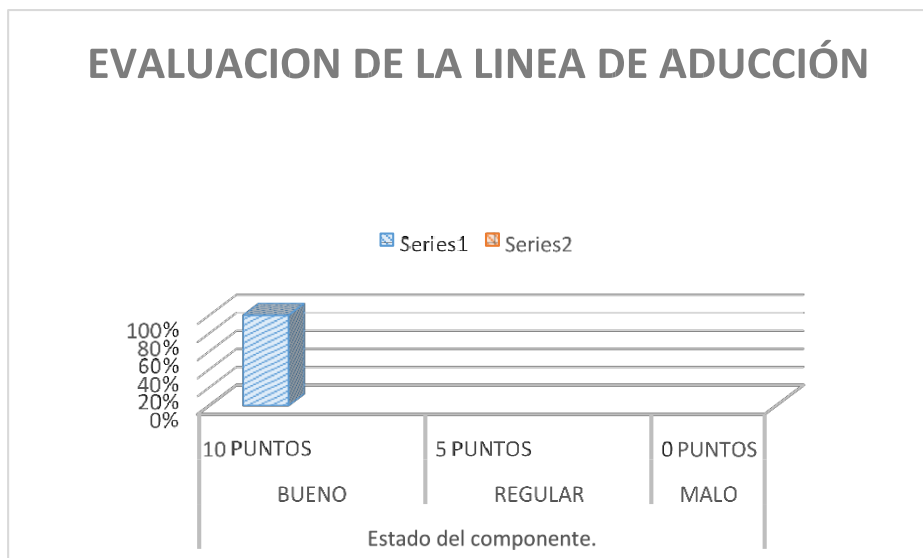 EVALUACION DE LA LINEA DE ADUCCIÓN
Series1 Series2
100%
80%
60%
40%
20%
0%
10 PUNTOS 5 PUNTOS 0 PUNTOS
BUENO REGULAR MALO
Estado del componente.